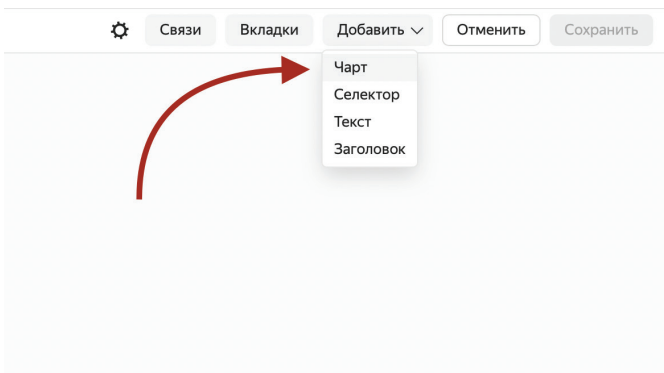 Связи Вкладки Добавить Отменить Сохранить
Чарт
Селектор
Текст
Заголовок